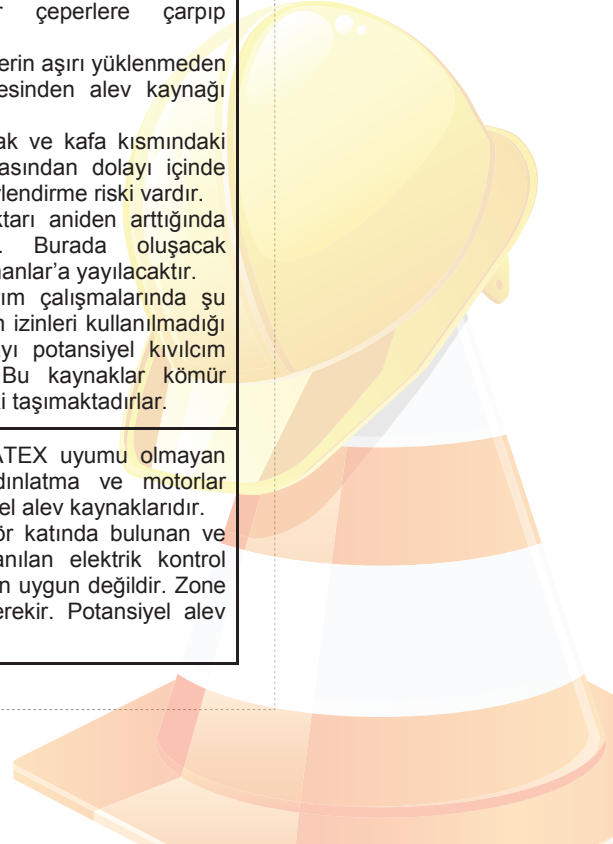 çeperlere çarpıp
erin aşırı yüklenmeden
esinden alev kaynağı
ak ve kafa kısmındaki
asından dolayı içinde
vlendirme riski vardır.
ktarı aniden arttığında
Burada oluşacak
nanlar’a yayılacaktır.
ım çalışmalarında şu
n izinleri kullanılmadığı
ayı potansiyel kıvılcım
Bu kaynaklar kömür
ki taşımaktadırlar.
ATEX uyumu olmayan
dınlatma ve motorlar
el alev kaynaklarıdır.
ör katında bulunan ve
anılan elektrik kontrol
n uygun değildir. Zone
erekir. Potansiyel alev